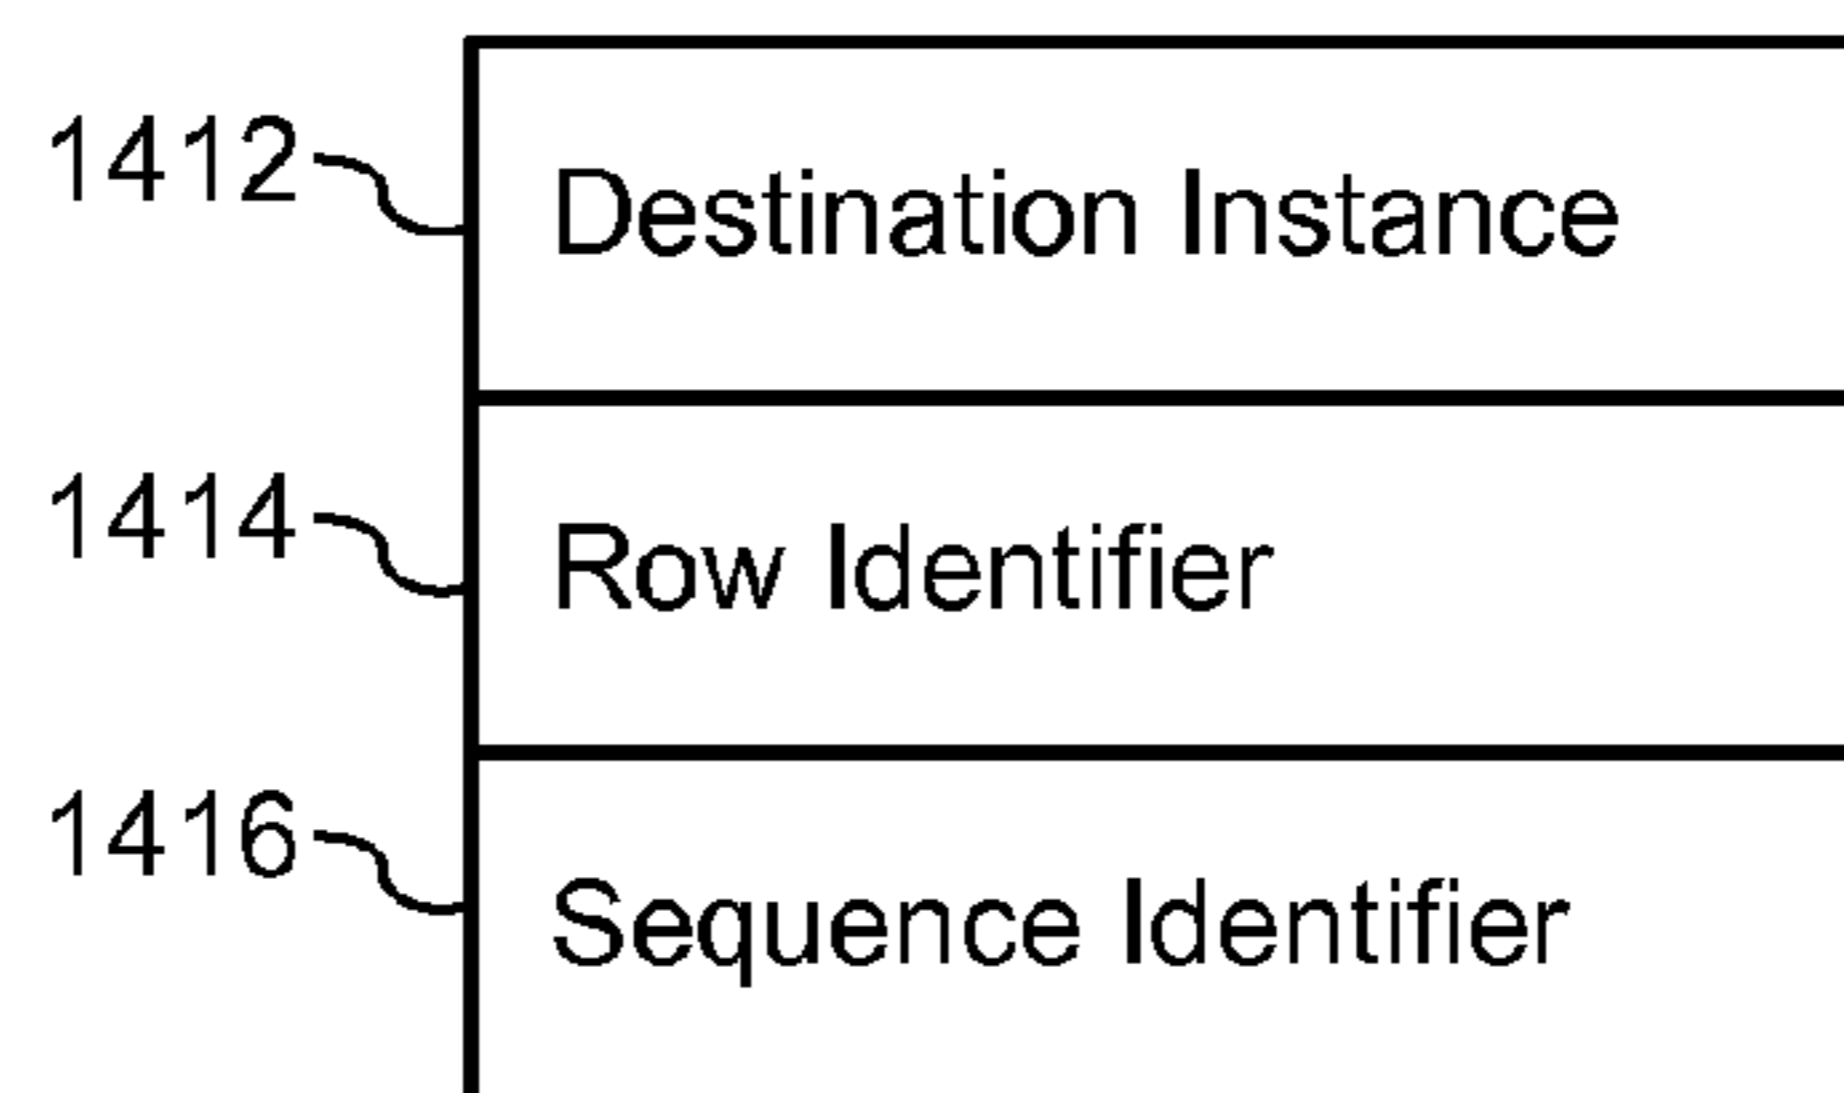 1412 Destination Instance
1414 Row Identifier
1416 Sequence Identifier